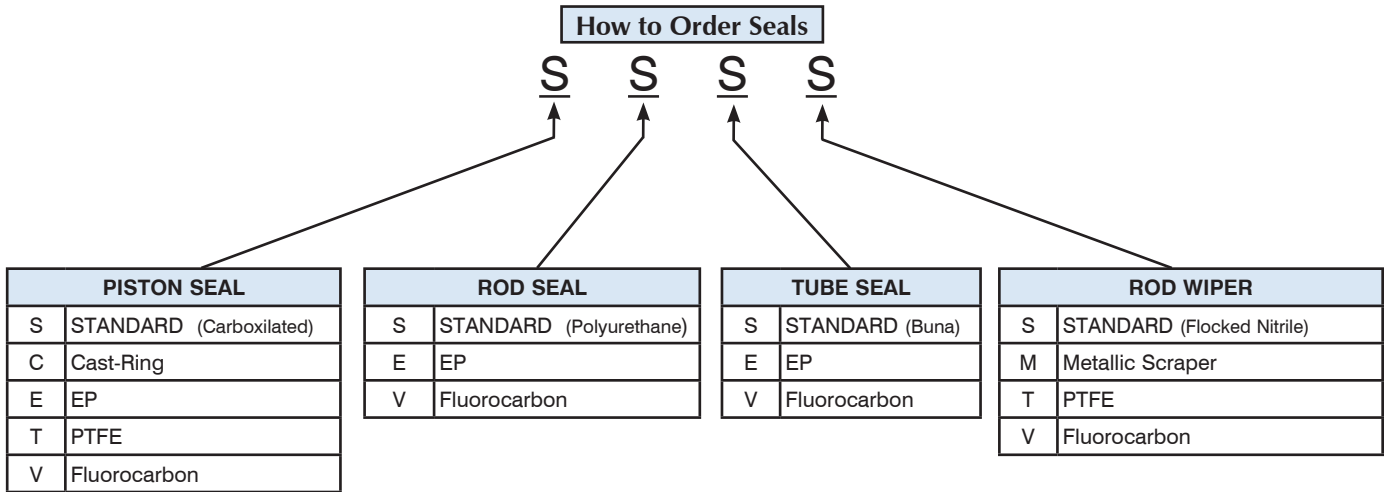 How to Order Seals
S S S S
PISTON SEAL
S STANDARD (Carboxilated)
C Cast-Ring
E EP
T PTFE
V Fluorocarbon
ROD SEAL
S STANDARD (Polyurethane)
E EP
V Fluorocarbon
TUBE SEAL
S STANDARD (Buna)
E EP
V Fluorocarbon
ROD WIPER
S STANDARD (Flocked Nitrile)
M Metallic Scraper
T PTFE
V Fluorocarbon